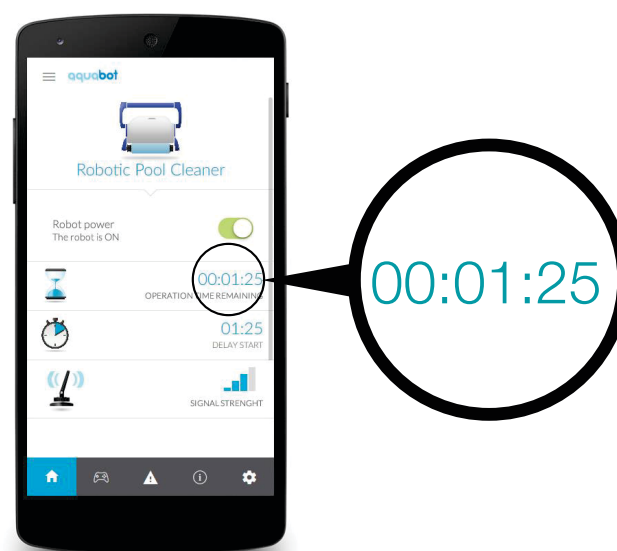 aquabot
Robotic Pool Cleaner
Robot power
The robot is ON
00:01:25
OPERATION TIME REMAINING
01:25
DELAY START
SIGNAL STRENGHT
00:01:25